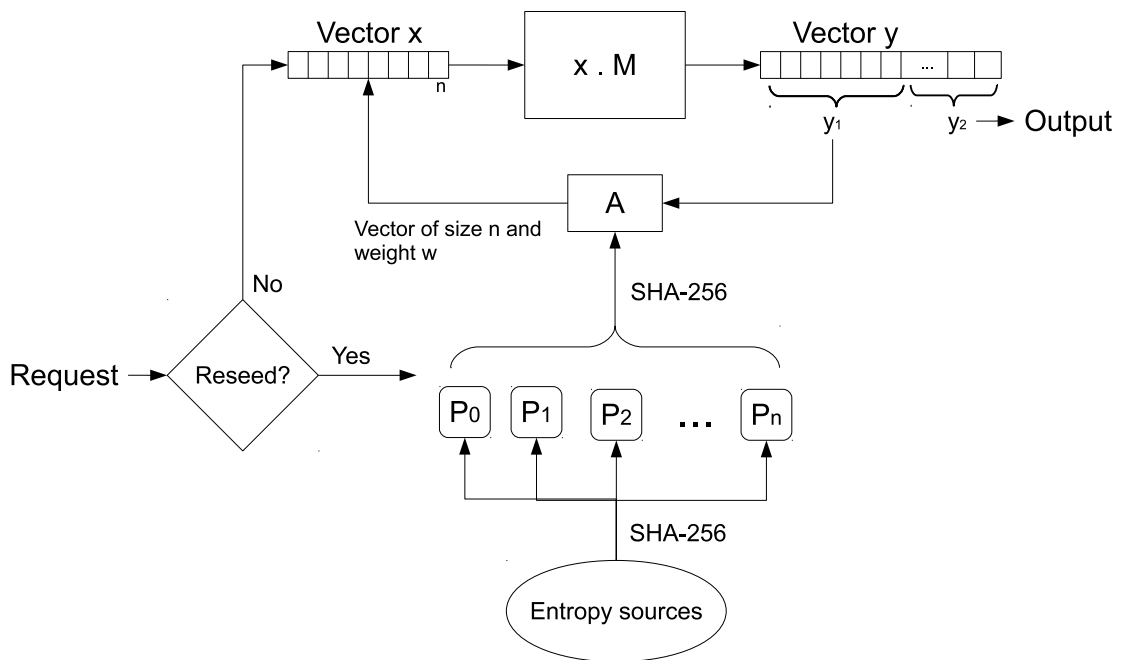 Vector x
n
x . M
Vector y
...
y1
y2
Output
A
Vector of size n and
weight w
No
SHA-256
Request
Reseed?
Yes
P0
P1
P2
...
Pn
SHA-256
Entropy sources